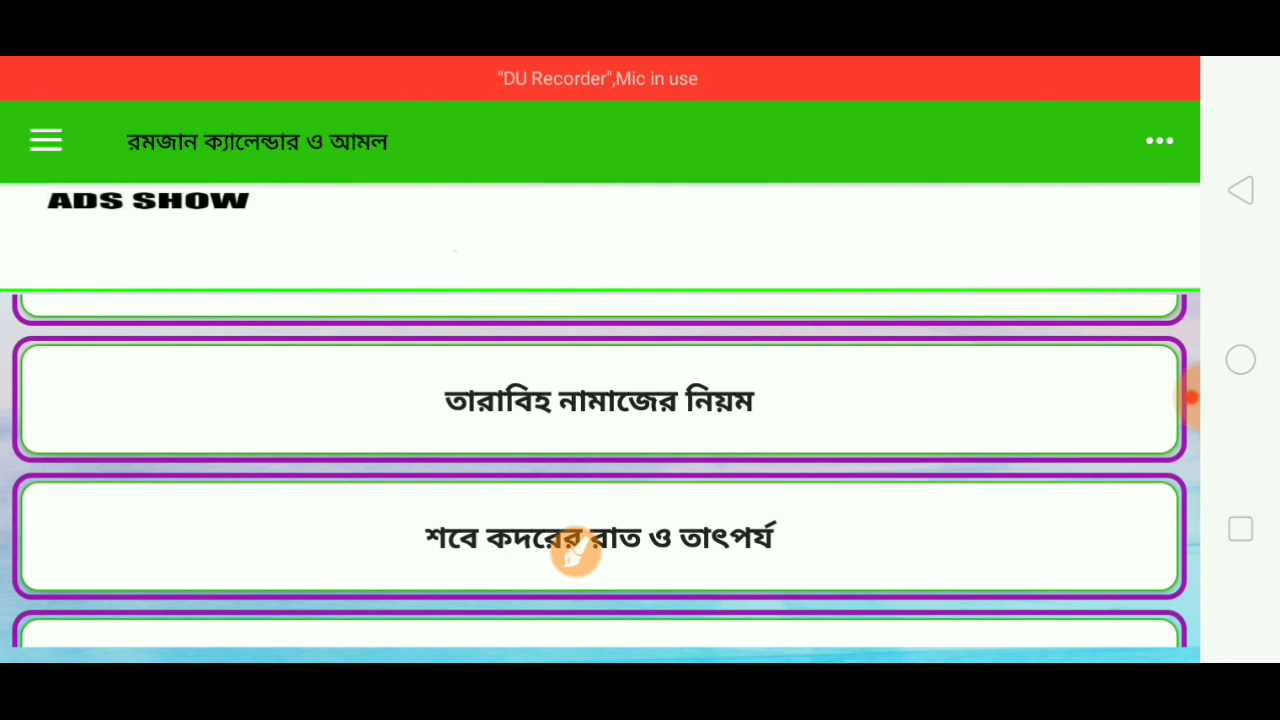 "DU Recorder",Mic in use
রমজান ক্যালেন্ডার ও আমল
ADS SHOW
তারাবিহ নামাজের নিয়ম
শবে কদরের রাত ও তাৎপর্য